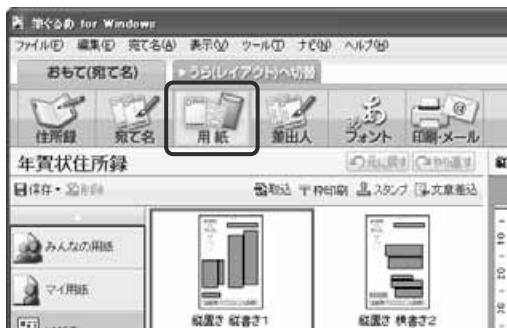 筆ぐるめ for Windows
ファイル(F) 編集(E) 宛て名(A) 表示(V) ツール(T) ナビ(N) ヘルプ(H)
おもて(宛て名) ▶うら(レイアウト)へ切替
住所録 宛て名 用紙 差出人 フォント 印刷・メール
年賀状住所録 元に戻す やり直す
保存 削除 取込 〒枠印刷 スタンプ 文章差込
みんなの用紙
マイ用紙
縦置き 縦書き1 縦置き 横書き2